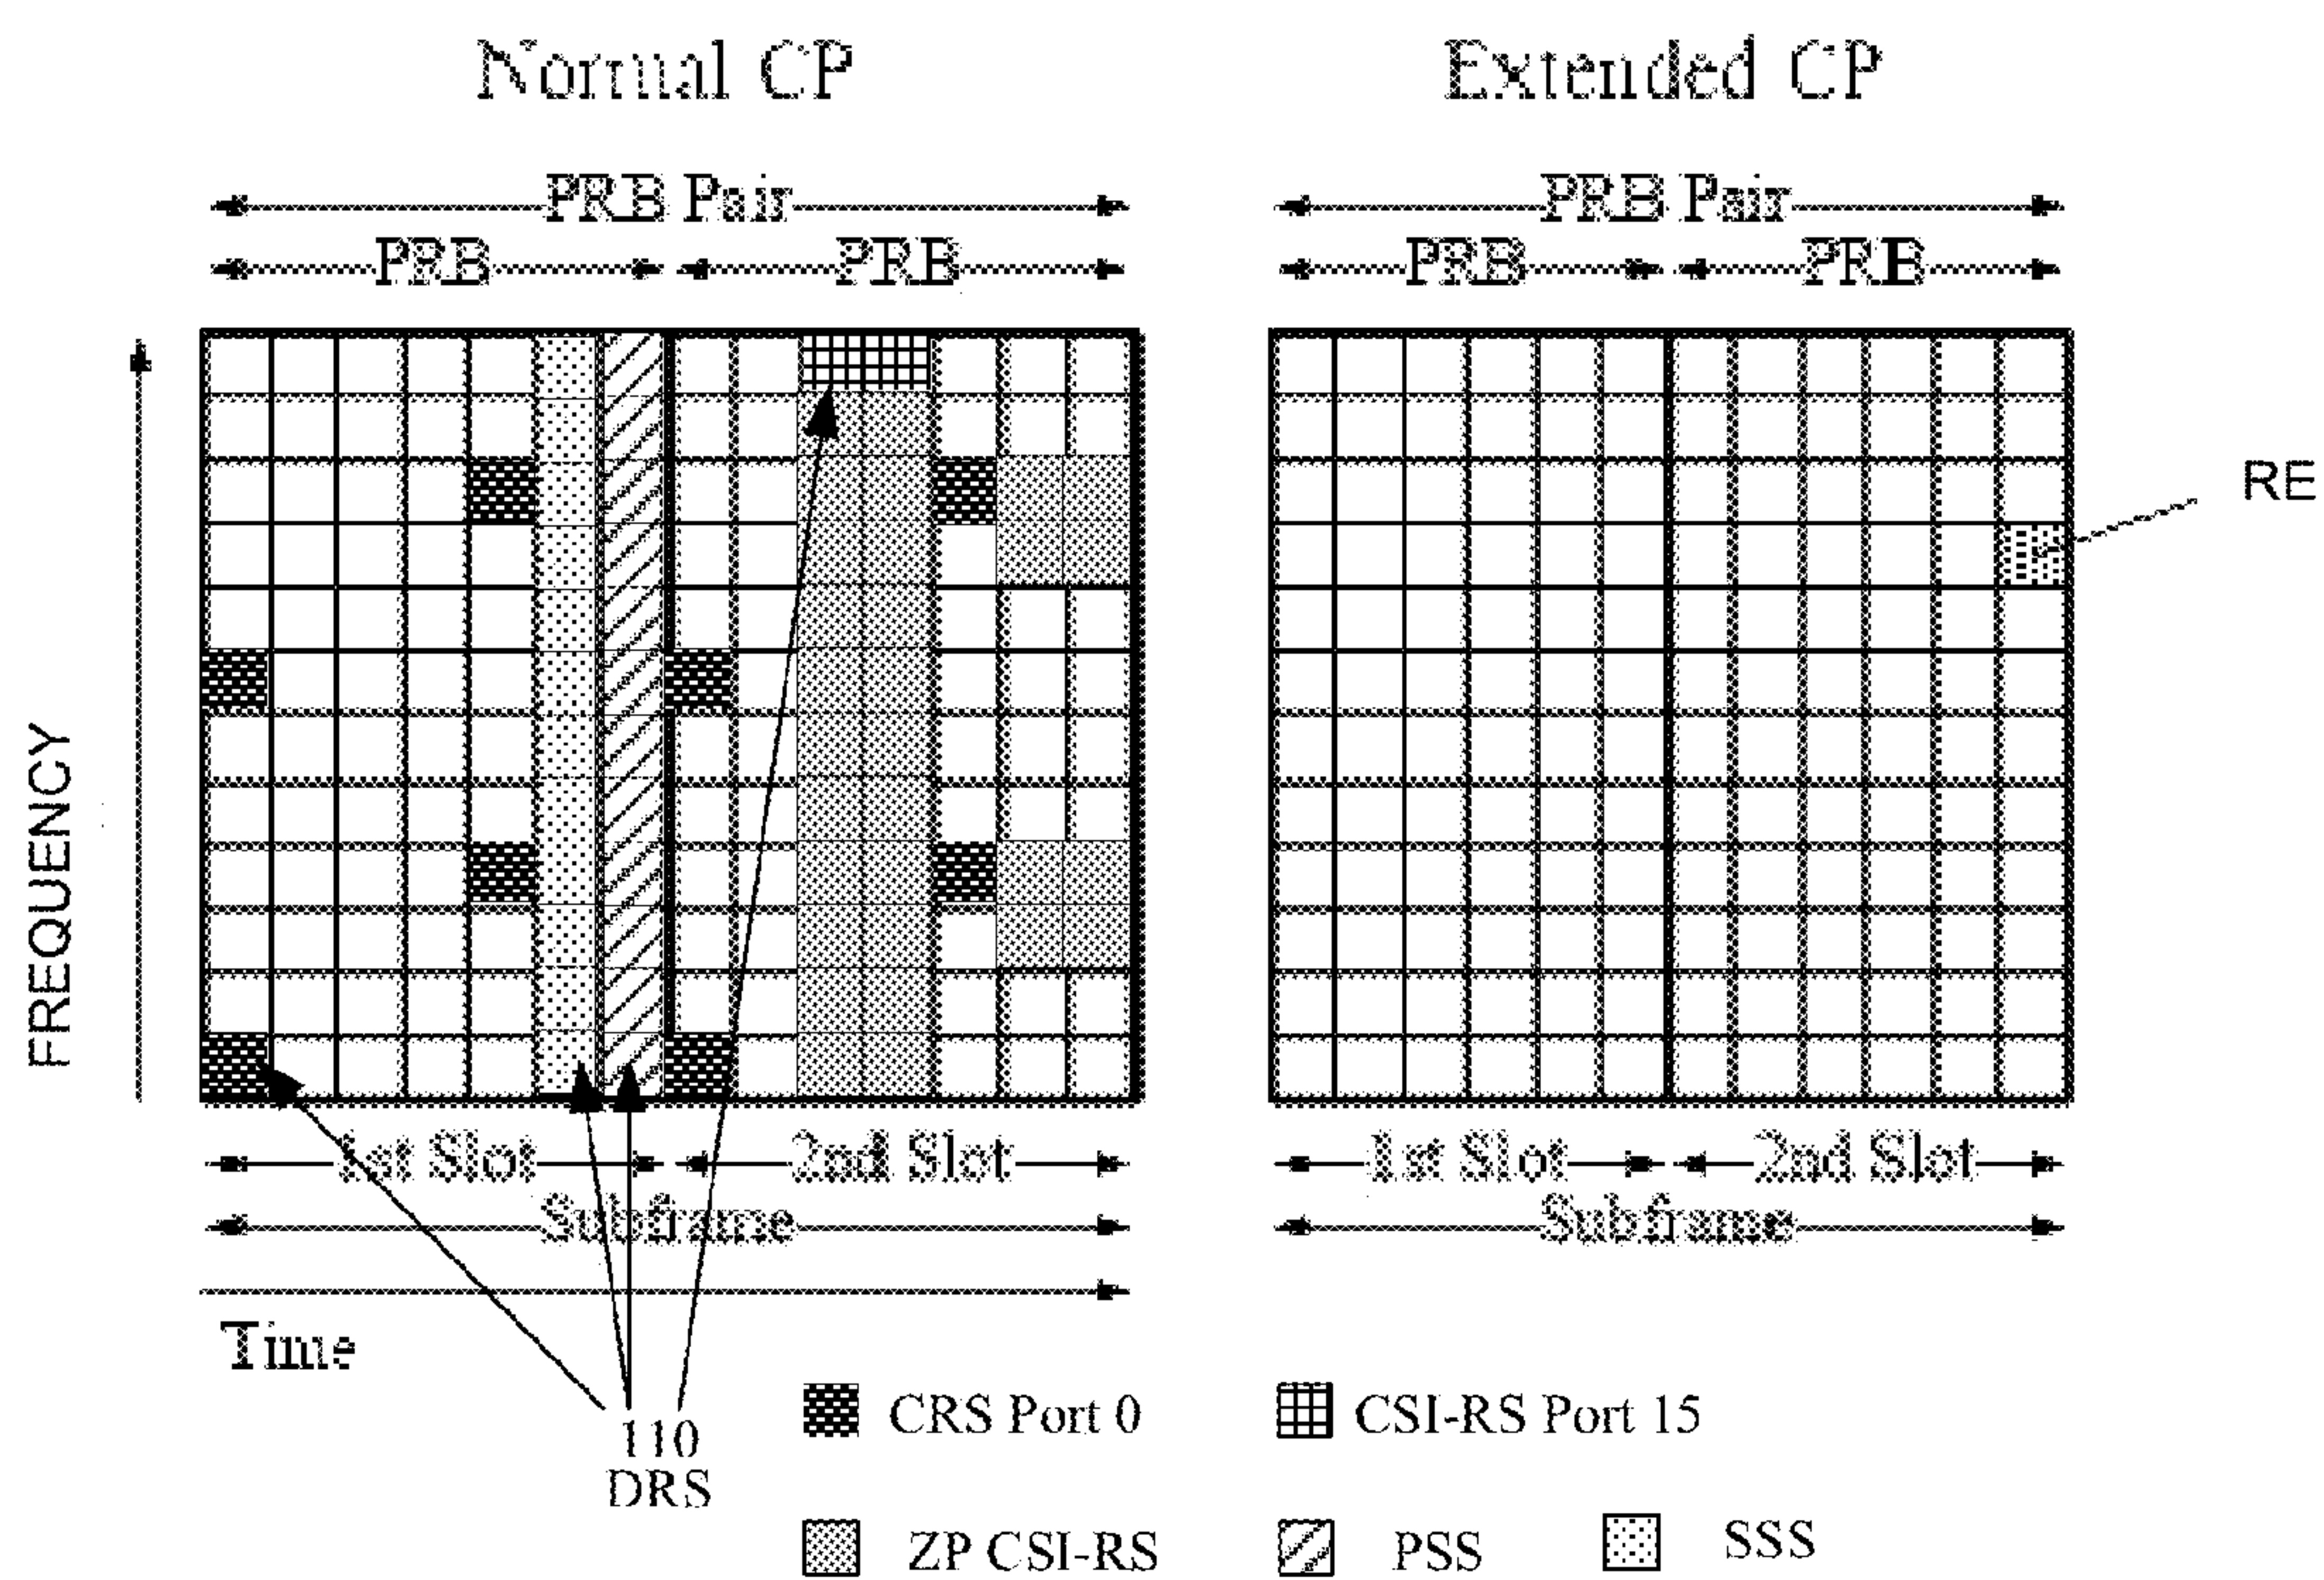 Normal CP
Extended CP
PRB Pair
PRB Pair
PRB
PRB
PRB
PRB
RE
FREQUENCY
1st Slot
2nd Slot
1st Slot
2nd Slot
Subframe
Subframe
Time
110
DRS
CRS Port 0
CSI-RS Port 15
ZP CSI-RS
PSS
SSS